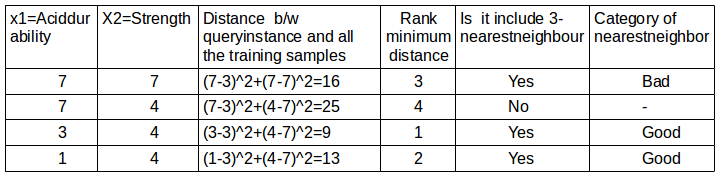 x1=Aciddur
ability
X2=Strength
Distance b/w
queryinstance and all
the training samples
Rank
minimum
distance
Is it include 3-
nearestneighbour
Category of
nearestneighbor
7 7 (7-3)^2+(7-7)^2=16 3 Yes Bad
7 4 (7-3)^2+(4-7)^2=25 4 No -
3 4 (3-3)^2+(4-7)^2=9 1 Yes Good
1 4 (1-3)^2+(4-7)^2=13 2 Yes Good